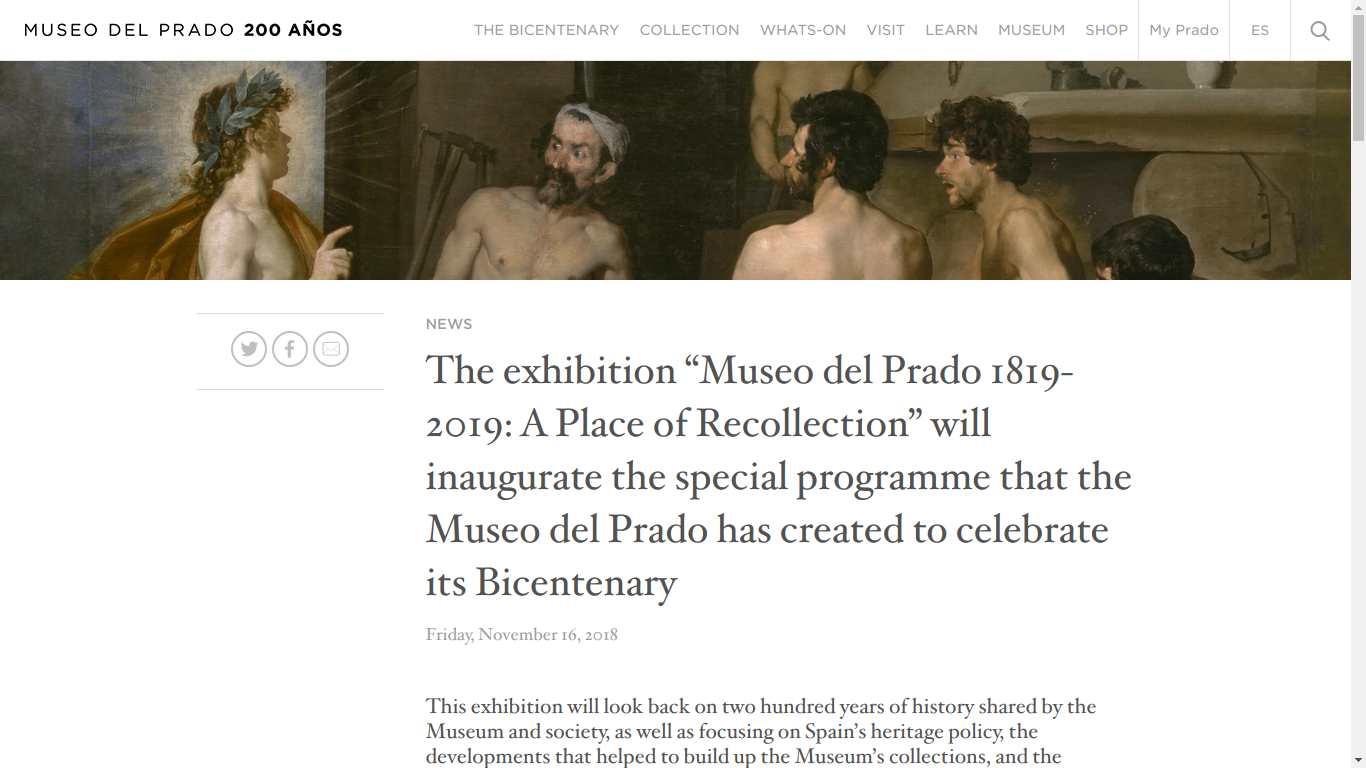 MUSEO DEL PRADO 200 AÑOS
THE BICENTENARY COLLECTION WHATS-ON VISIT LEARN MUSEUM SHOP My Prado ES
NEWS
The exhibition “Museo del Prado 1819-
2019: A Place of Recollection” will
inaugurate the special programme that the
Museo del Prado has created to celebrate
its Bicentenary
Friday, November 16, 2018
This exhibition will look back on two hundred years of history shared by the
Museum and society, as well as focusing on Spain’s heritage policy, the
developments that helped to build up the Museum’s collections, and the